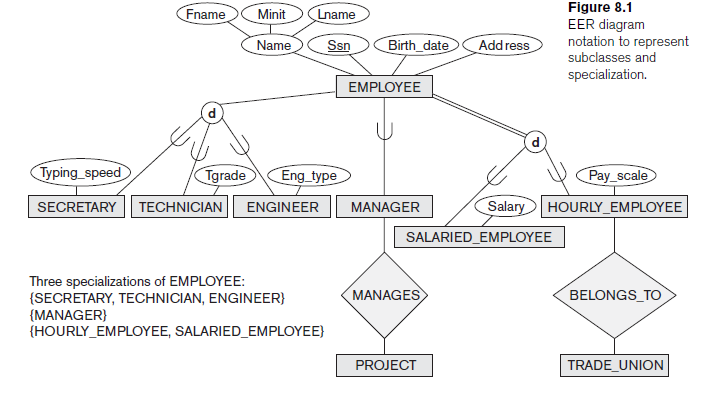 Figure 8.1
EER diagram
notation to represent
subclasses and
specialization.
Fname
Minit
Lname
Name
Ssn
Birth_date
Address
EMPLOYEE
d
d
Typing_speed
Tgrade
Eng_type
Pay_scale
Salary
SECRETARY
TECHNICIAN
ENGINEER
MANAGER
HOURLY_EMPLOYEE
SALARIED_EMPLOYEE
Three specializations of EMPLOYEE:
{SECRETARY, TECHNICIAN, ENGINEER}
{MANAGER}
{HOURLY_EMPLOYEE, SALARIED_EMPLOYEE}
MANAGES
BELONGS_TO
PROJECT
TRADE_UNION